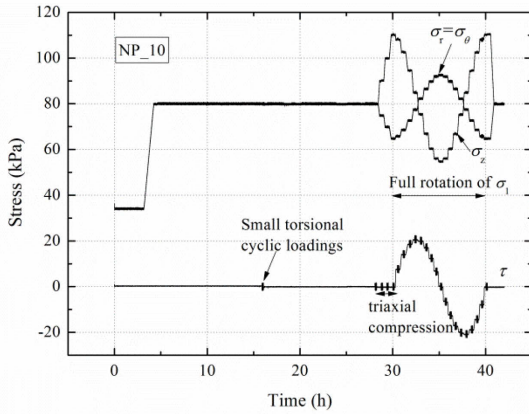 120
100
80
60
40
20
0
-20
Stress (kPa)
NP_10
σr=σθ
σz
Full rotation of σ1
Small torsional
cyclic loadings
τ
triaxial
compression
0 10 20 30 40
Time (h)